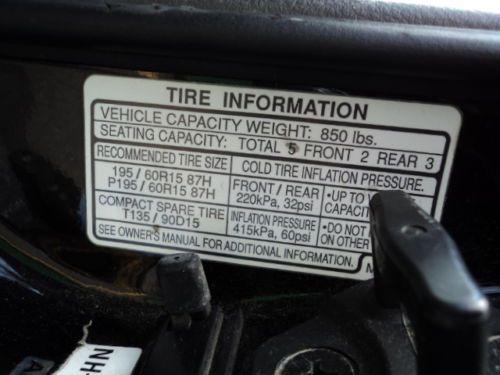 TIRE INFORMATION
VEHICLE CAPACITY WEIGHT: 850 lbs.
SEATING CAPACITY: TOTAL 5 FRONT 2 REAR 3
RECOMMENDED TIRE SIZE
COLD TIRE INFLATION PRESSURE.
195/60R15 87H
P195/60R15 87H
FRONT/REAR
220kPa, 32psi
•UP TO
CAPACITY
COMPACT SPARE TIRE
T135/90D15
INFLATION PRESSURE
415kPa, 60psi
•DO NOT
ON OTHER
SEE OWNER'S MANUAL FOR ADDITIONAL INFORMATION.
NH-
A